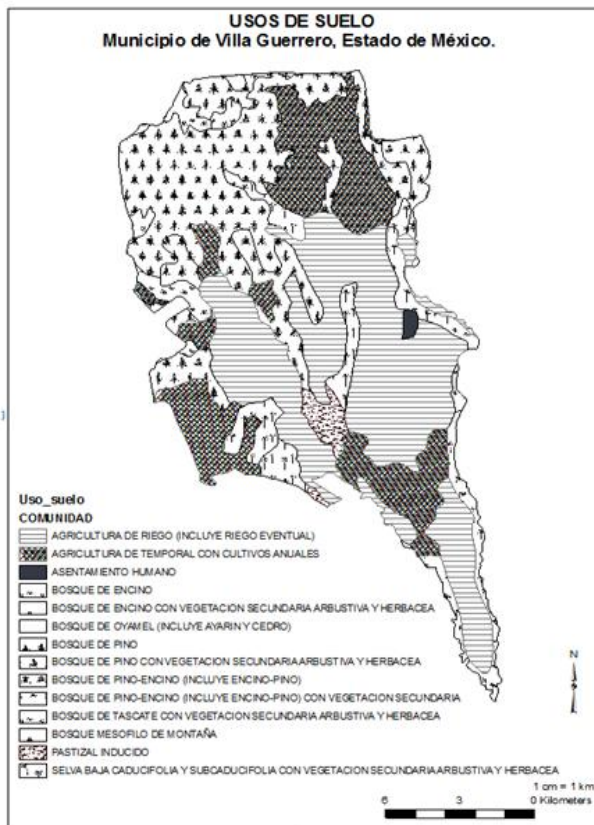 USOS DE SUELO
Municipio de Villa Guerrero, Estado de México.
Uso_suelo
COMUNIDAD
AGRICULTURA DE RIEGO (INCLUYE RIEGO EVENTUAL)
AGRICULTURA DE TEMPORAL CON CULTIVOS ANUALES
ASENTAMIENTO HUMANO
BOSQUE DE ENCINO
BOSQUE DE ENCINO CON VEGETACION SECUNDARIA ARBUSTIVA Y HERBACEA
BOSQUE DE OYAMEL (INCLUYE AYARIN Y CEDRO)
BOSQUE DE PINO
BOSQUE DE PINO CON VEGETACION SECUNDARIA ARBUSTIVA Y HERBACEA
BOSQUE DE PINO-ENCINO (INCLUYE ENCINO-PINO)
BOSQUE DE PINO-ENCINO (INCLUYE ENCINO-PINO) CON VEGETACION SECUNDARIA
BOSQUE DE TASCATE CON VEGETACION SECUNDARIA ARBUSTIVA Y HERBACEA
BOSQUE MESOFILO DE MONTAÑA
PASTIZAL INDUCIDO
SELVA BAJA CADUCIFOLIA Y SUBCADUCIFOLIA CON VEGETACION SECUNDARIA ARBUSTIVA Y HERBACEA
N
1 cm = 1 km
6 3 0 Kilometers